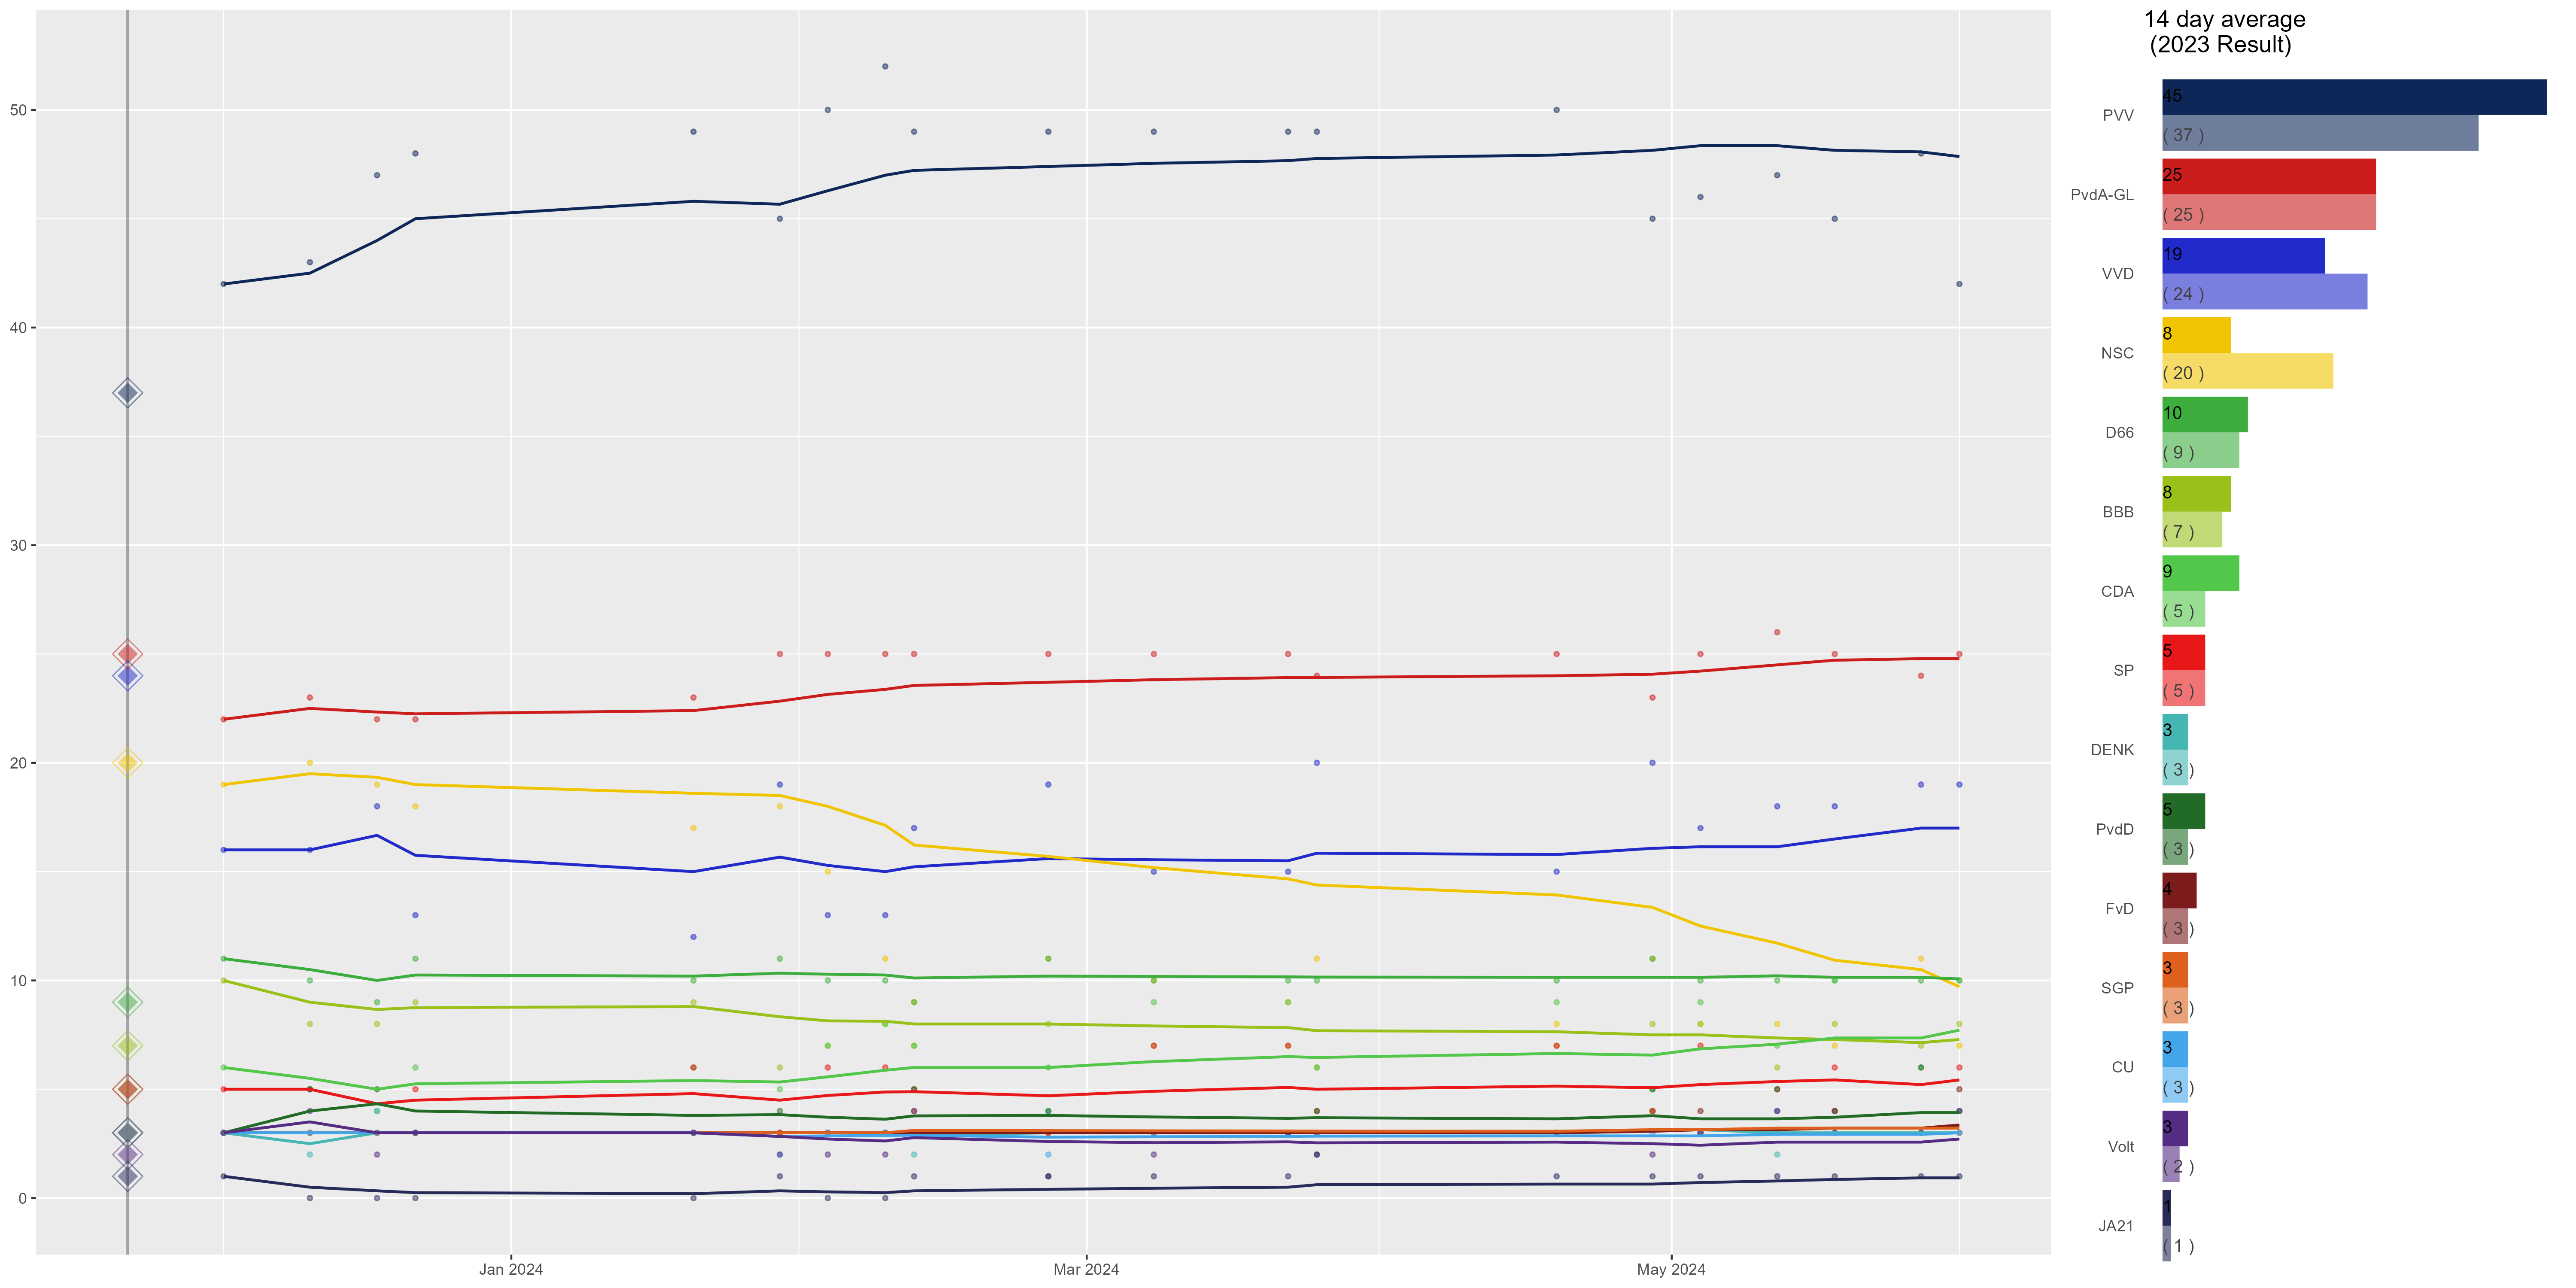 14 day average
(2023 Result)
50
40
30
20
10
0
Jan 2024
Mar 2024
May 2024
PVV
45
( 37 )
PvdA-GL
25
( 25 )
VVD
19
( 24 )
NSC
8
( 20 )
D66
10
( 9 )
BBB
8
( 7 )
CDA
9
( 5 )
SP
5
( 5 )
DENK
3
( 3 )
PvdD
5
( 3 )
FvD
4
( 3 )
SGP
3
( 3 )
CU
3
( 3 )
Volt
3
( 2 )
JA21
1
( 1 )